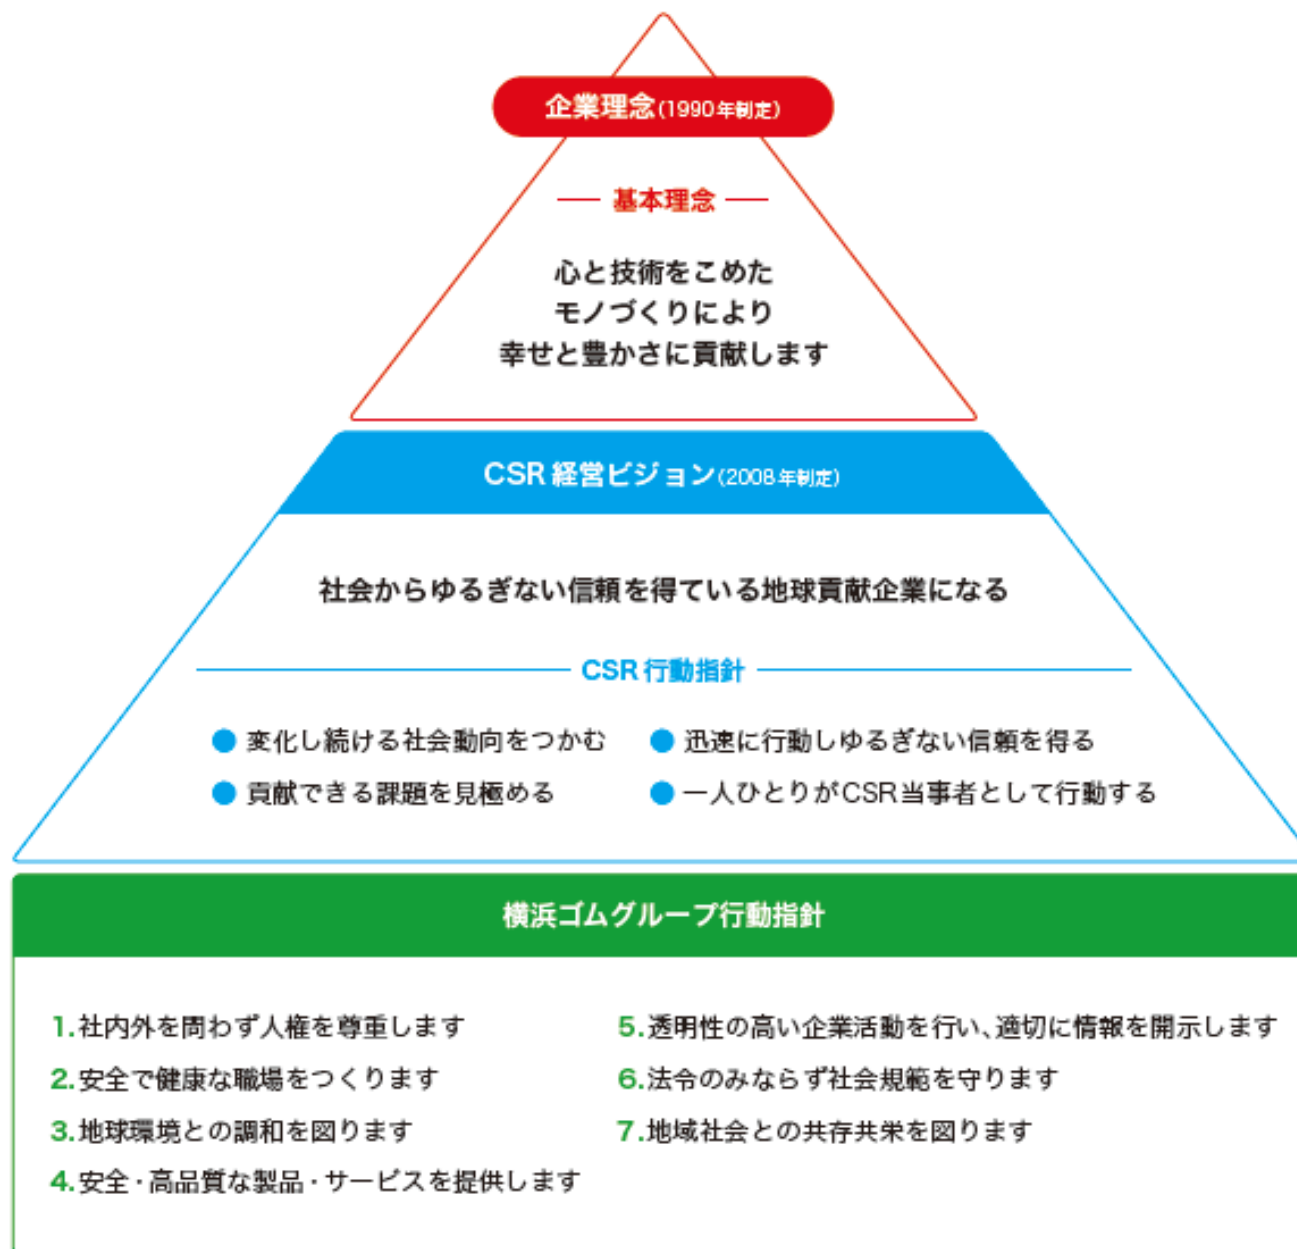 企業理念(1990年制定)
基本理念
心と技術をこめた
モノづくりにより
幸せと豊かさに貢献します
CSR 経営ビジョン(2008年制定)
社会からゆるぎない信頼を得ている地球貢献企業になる
CSR 行動指針
● 変化し続ける社会動向をつかむ
● 貢献できる課題を見極める
● 迅速に行動しゆるぎない信頼を得る
● 一人ひとりがCSR当事者として行動する
横浜ゴムグループ行動指針
1.社内外を問わず人権を尊重します
2.安全で健康な職場をつくります
3.地球環境との調和を図ります
4.安全・高品質な製品・サービスを提供します
5.透明性の高い企業活動を行い、適切に情報を開示します
6.法令のみならず社会規範を守ります
7.地域社会との共存共栄を図ります